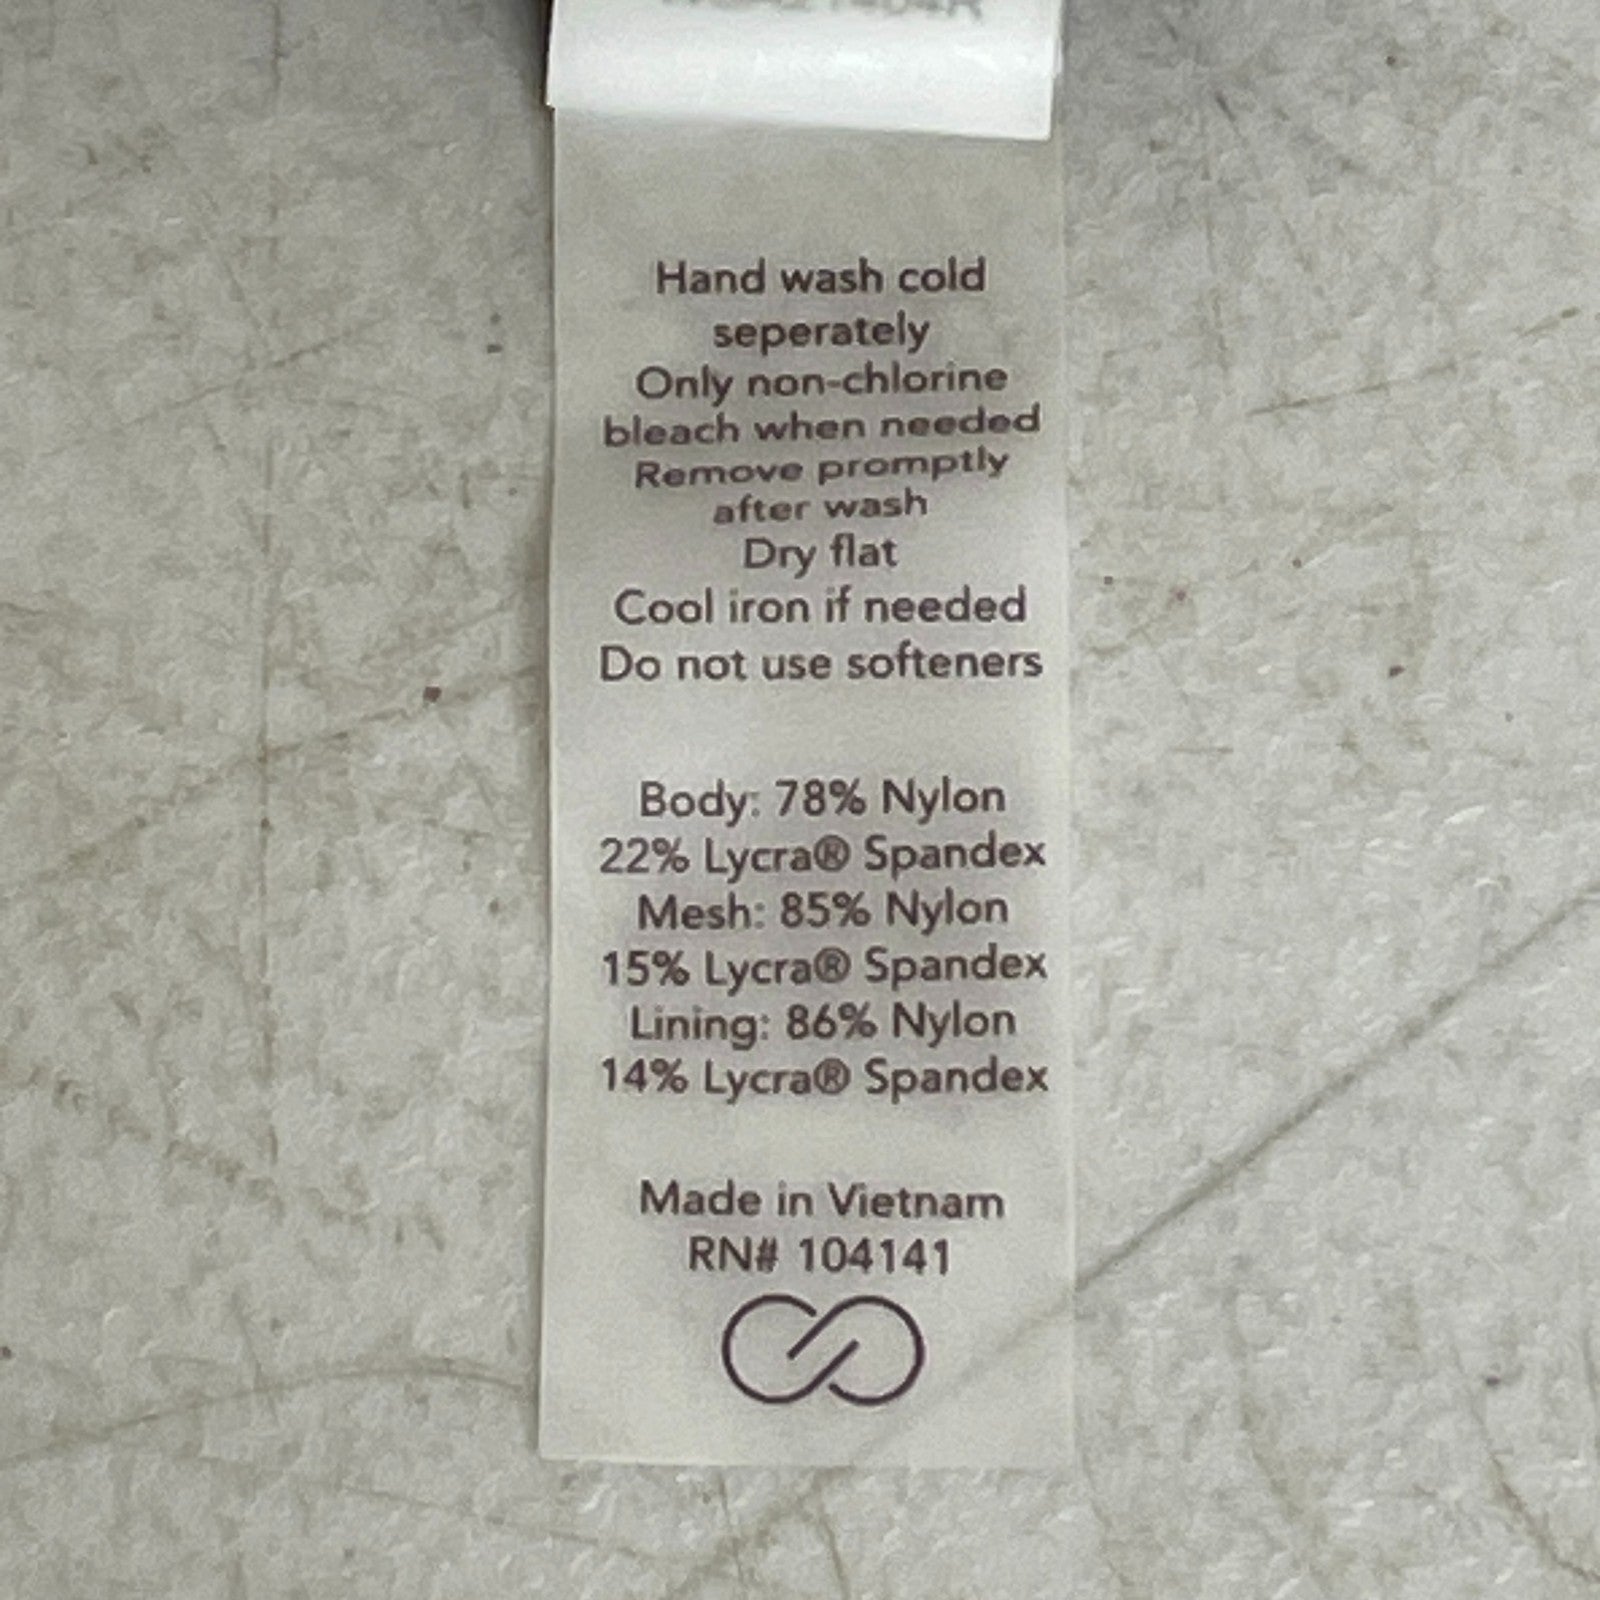 Hand wash cold
seperately
Only non-chlorine
bleach when needed
Remove promptly
after wash
Dry flat
Cool iron if needed
Do not use softeners
Body: 78% Nylon
22% Lycra® Spandex
Mesh: 85% Nylon
15% Lycra® Spandex
Lining: 86% Nylon
14% Lycra® Spandex
Made in Vietnam
RN# 104141